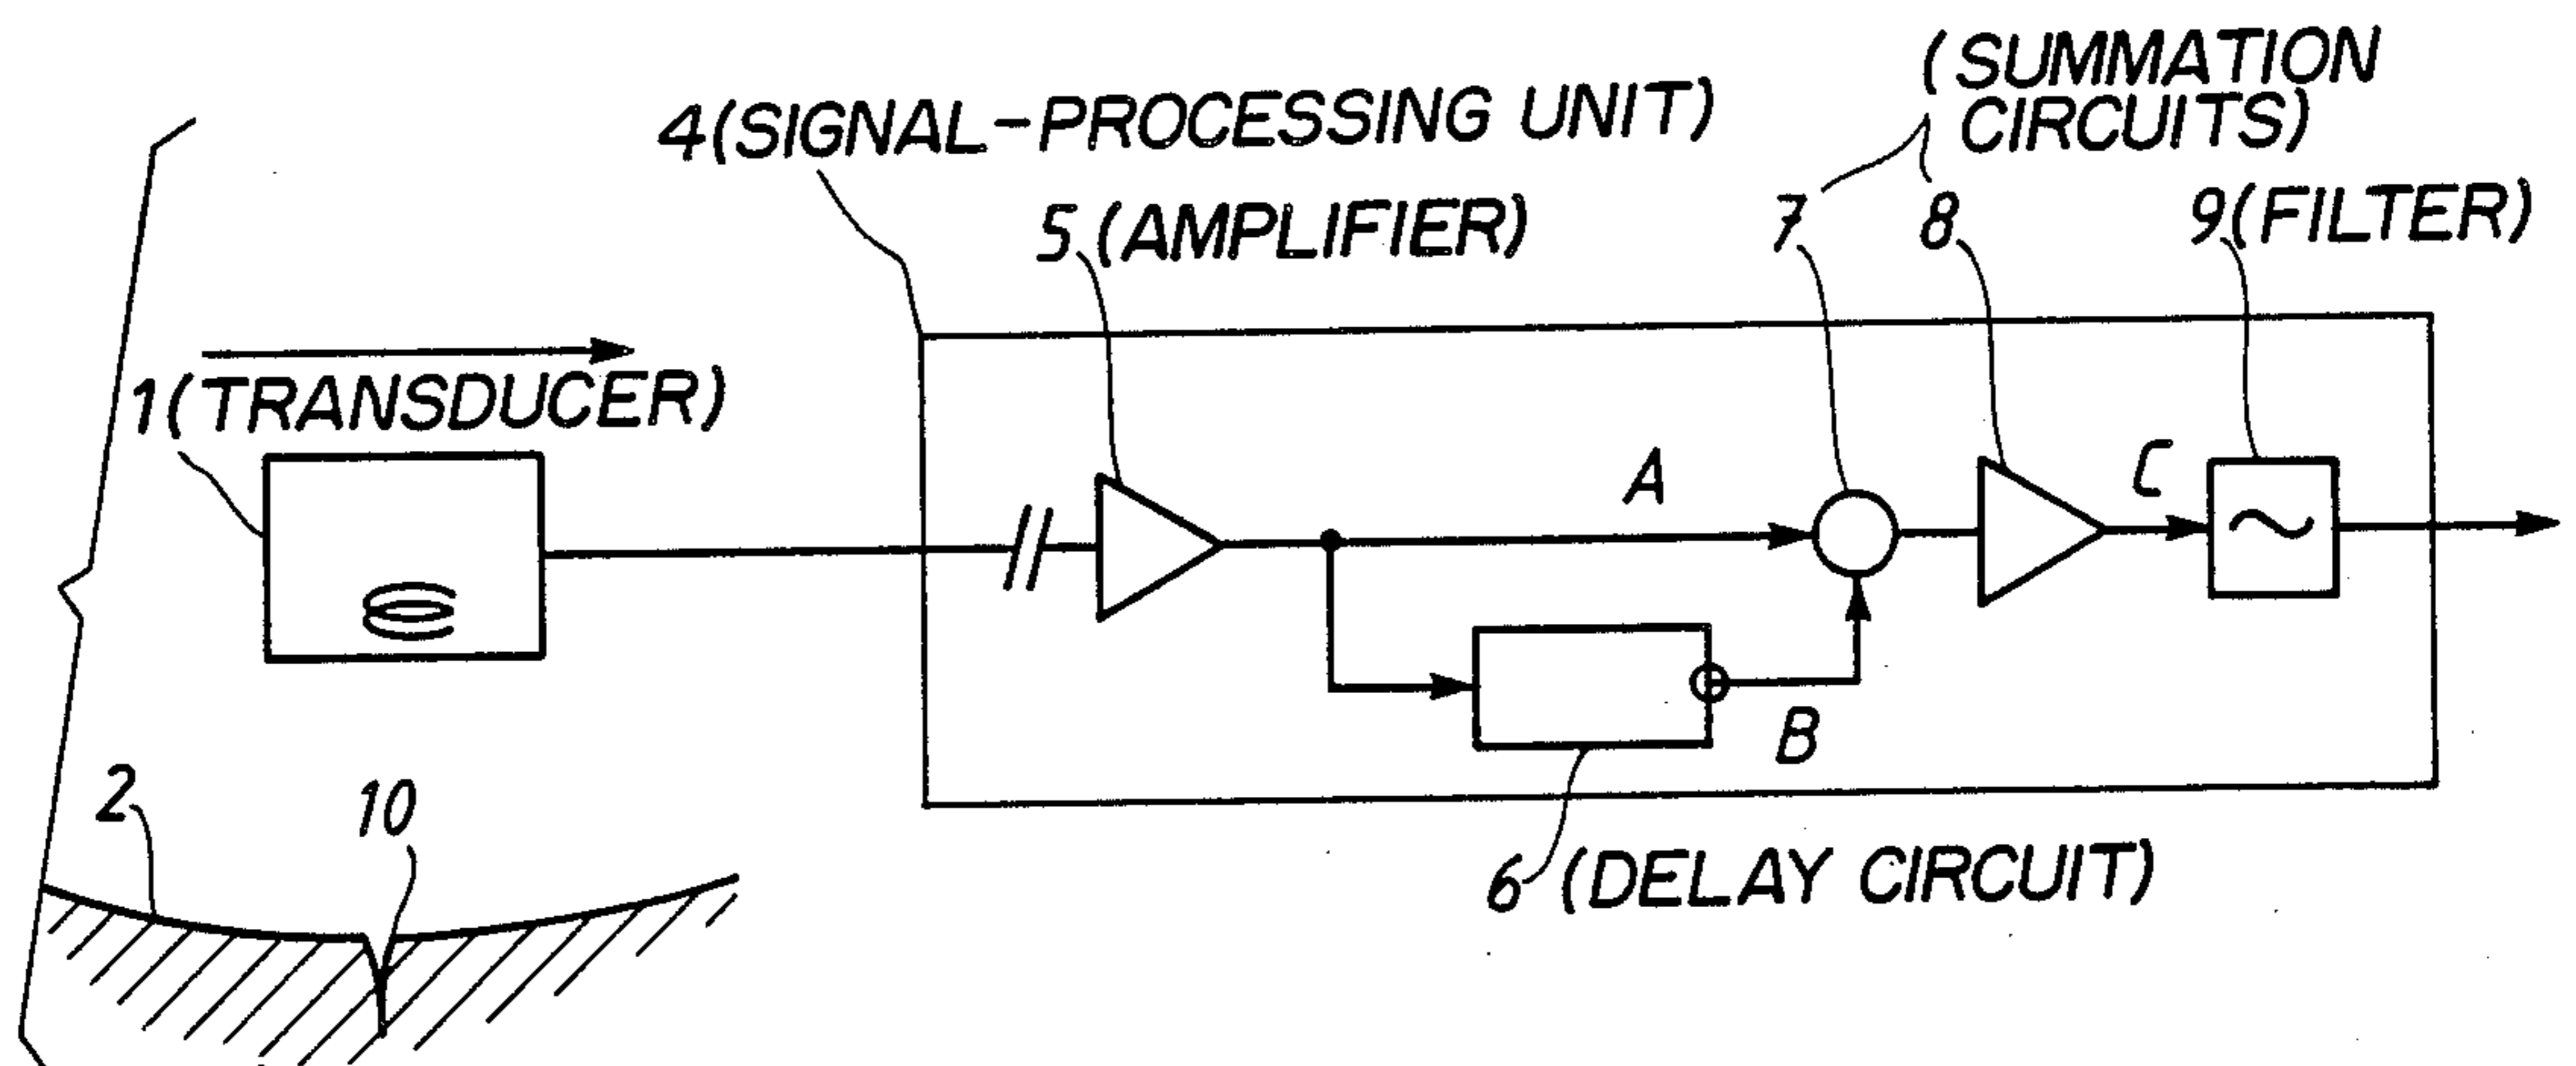 (SUMMATION
CIRCUITS)
4(SIGNAL-PROCESSING UNIT)
5(AMPLIFIER)
7
8
9(FILTER)
1(TRANSDUCER)
A
C
B
2
10
6(DELAY CIRCUIT)